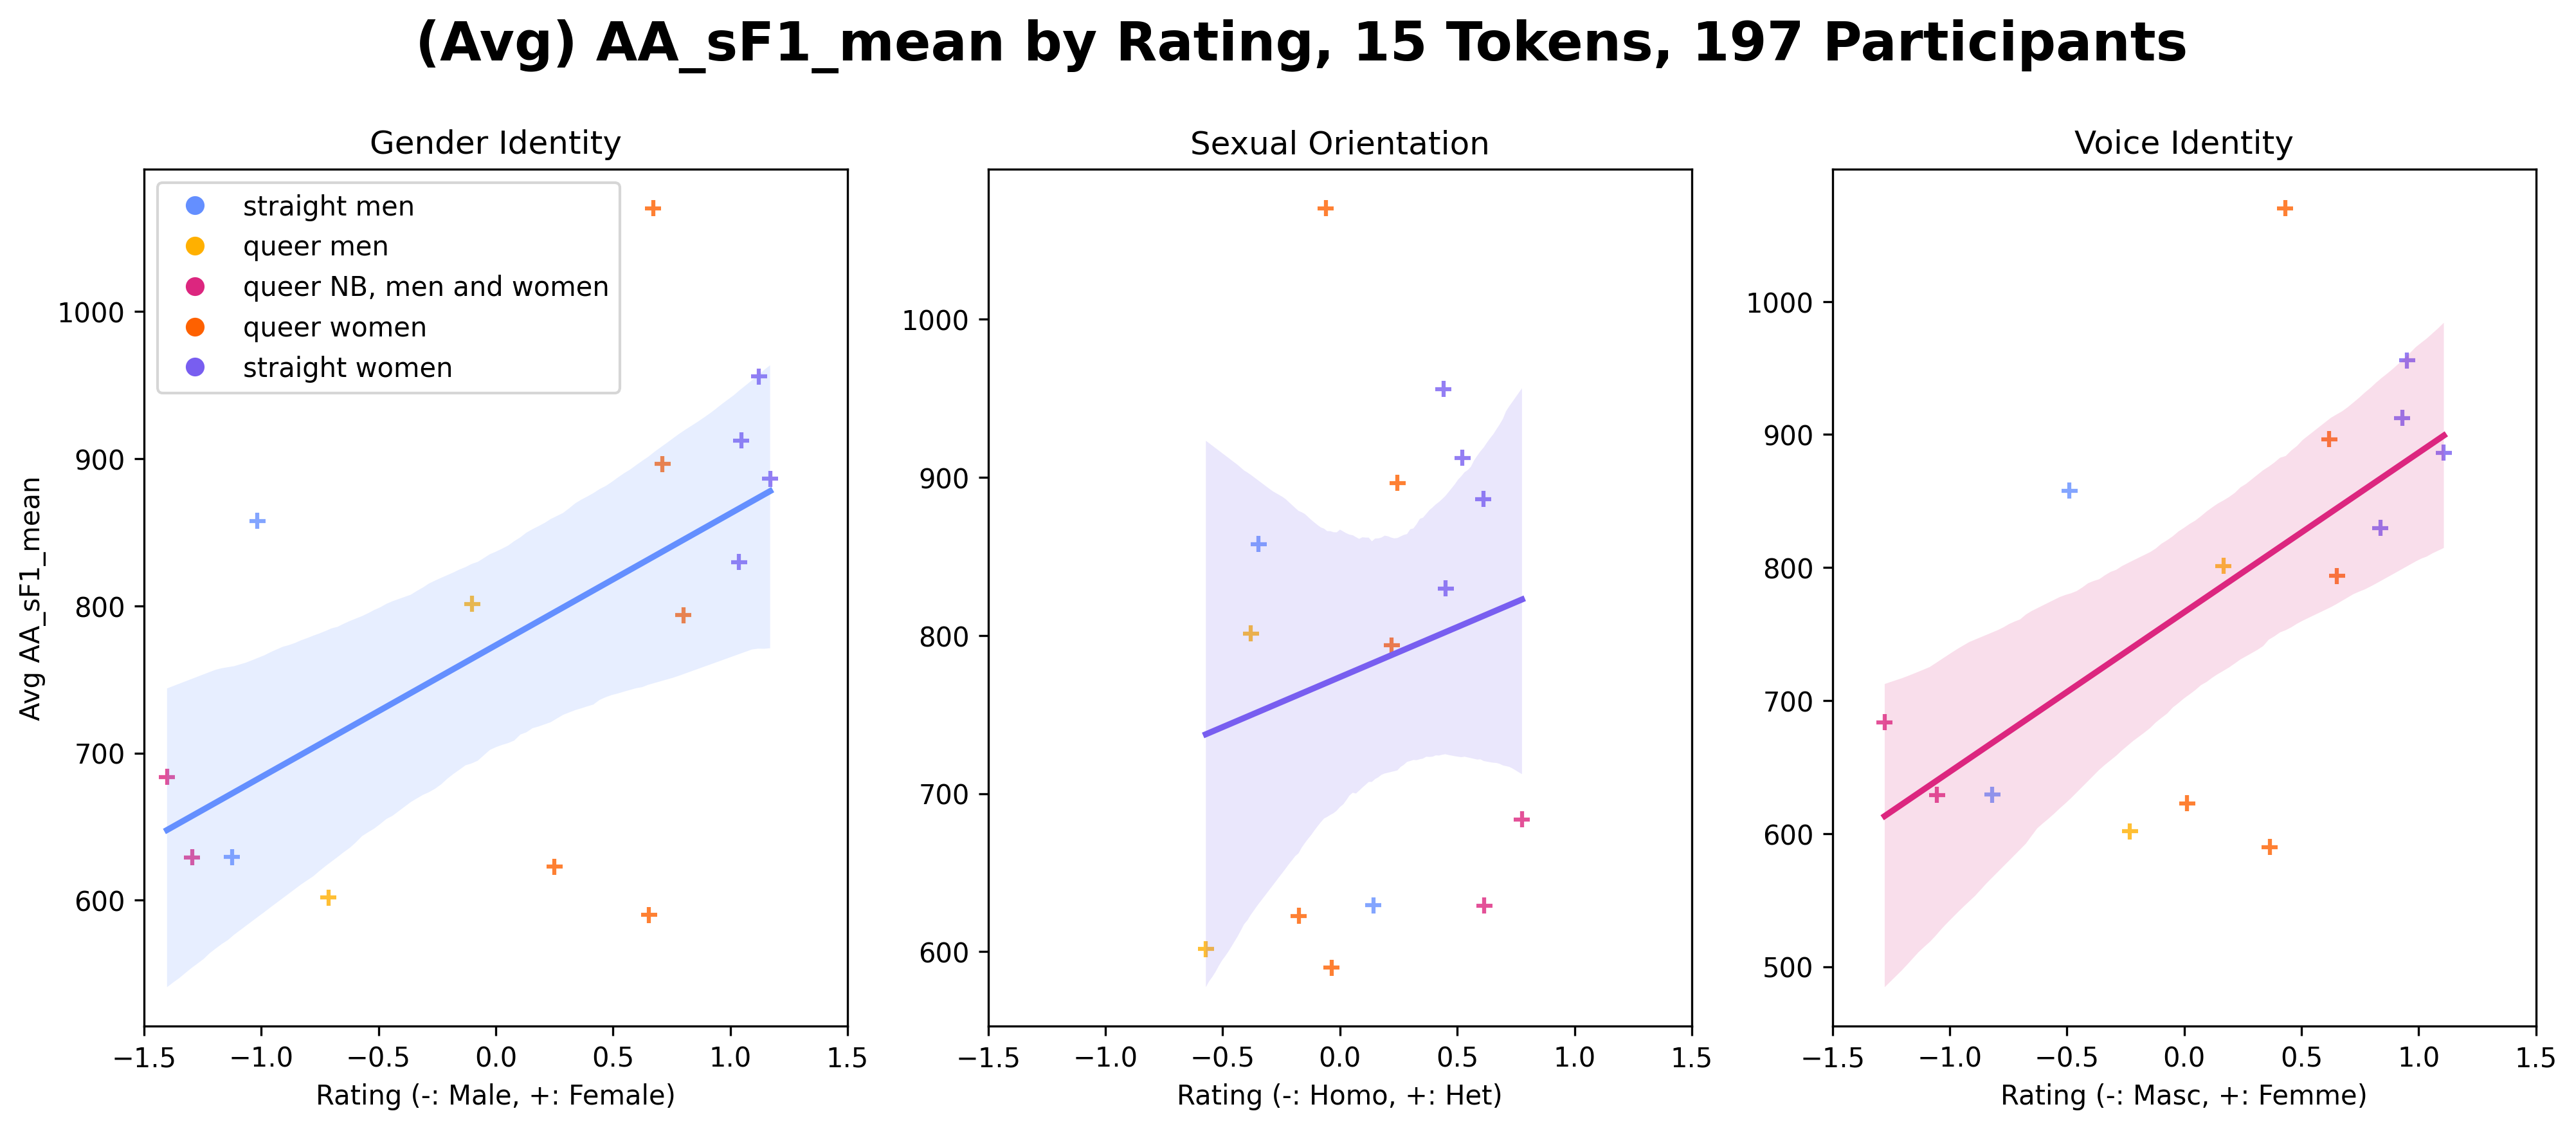 (Avg) AA_sF1_mean by Rating, 15 Tokens, 197 Participants
Gender Identity
straight men
queer men
queer NB, men and women
queer women
straight women
Avg AA_sF1_mean
1000
900
800
700
600
−1.5 −1.0 −0.5 0.0 0.5 1.0 1.5
Rating (-: Male, +: Female)
Sexual Orientation
1000
900
800
700
600
−1.5 −1.0 −0.5 0.0 0.5 1.0 1.5
Rating (-: Homo, +: Het)
Voice Identity
1000
900
800
700
600
500
−1.5 −1.0 −0.5 0.0 0.5 1.0 1.5
Rating (-: Masc, +: Femme)